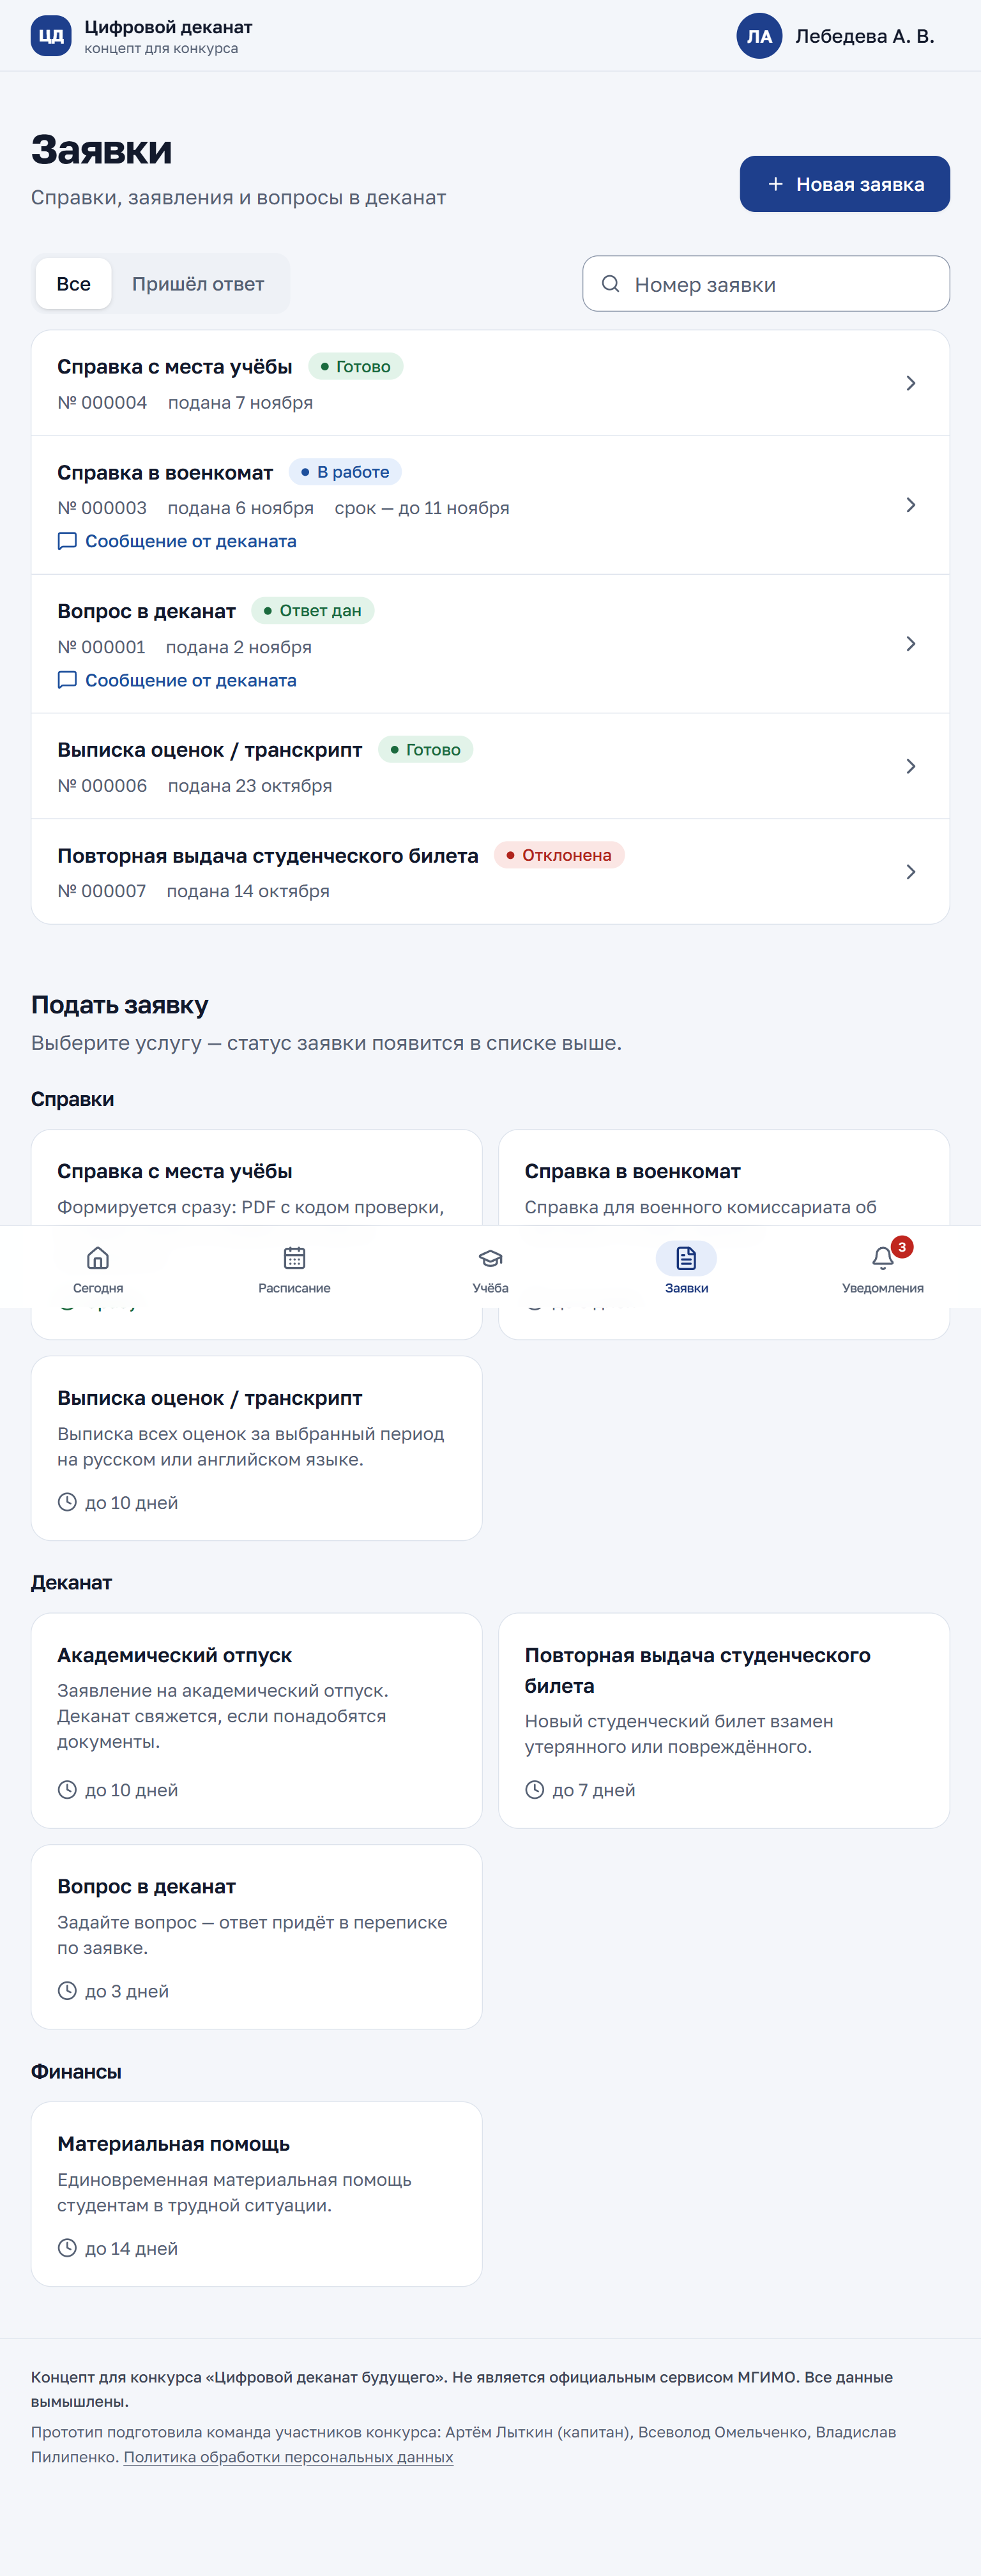 ЦД
Цифровой деканат
концепт для конкурса
ЛА
Лебедева А. В.
Заявки
Справки, заявления и вопросы в деканат
Новая заявка
Все
Пришёл ответ
Номер заявки
Справка с места учёбы
Готово
№ 000004 подана 7 ноября
Справка в военкомат
В работе
№ 000003 подана 6 ноября срок — до 11 ноября
Сообщение от деканата
Вопрос в деканат
Ответ дан
№ 000001 подана 2 ноября
Сообщение от деканата
Выписка оценок / транскрипт
Готово
№ 000006 подана 23 октября
Повторная выдача студенческого билета
Отклонена
№ 000007 подана 14 октября
Подать заявку
Выберите услугу — статус заявки появится в списке выше.
Справки
Справка с места учёбы
Формируется сразу: PDF с кодом проверки,
Справка в военкомат
Справка для военного комиссариата об
Сегодня
Расписание
Учёба
Заявки
3
Уведомления
Выписка оценок / транскрипт
Выписка всех оценок за выбранный период
на русском или английском языке.
до 10 дней
Деканат
Академический отпуск
Заявление на академический отпуск.
Деканат свяжется, если понадобятся
документы.
до 10 дней
Повторная выдача студенческого
билета
Новый студенческий билет взамен
утерянного или повреждённого.
до 7 дней
Вопрос в деканат
Задайте вопрос — ответ придёт в переписке
по заявке.
до 3 дней
Финансы
Материальная помощь
Единовременная материальная помощь
студентам в трудной ситуации.
до 14 дней
Концепт для конкурса «Цифровой деканат будущего». Не является официальным сервисом МГИМО. Все данные
вымышлены.
Прототип подготовила команда участников конкурса: Артём Лыткин (капитан), Всеволод Омельченко, Владислав
Пилипенко. Политика обработки персональных данных